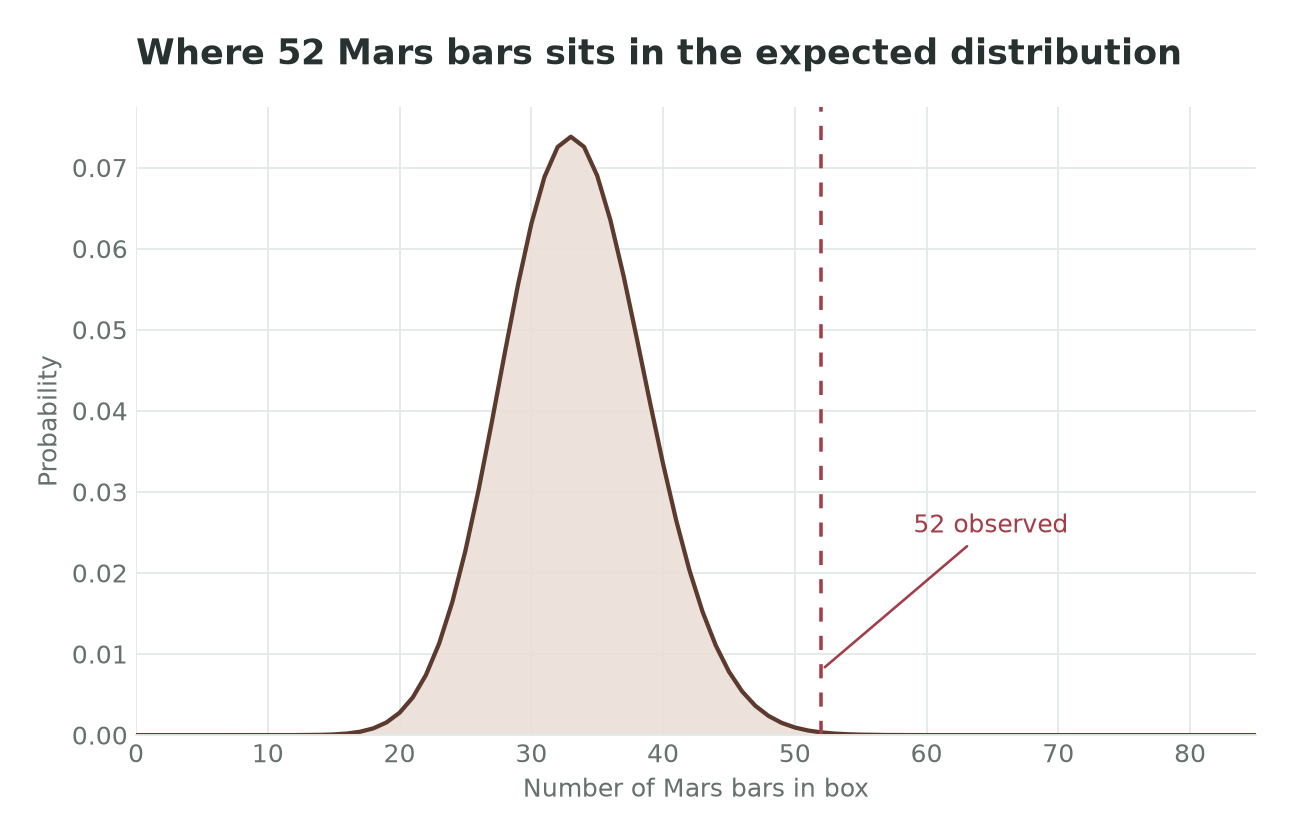 Where 52 Mars bars sits in the expected distribution
0.07
0.06
0.05
0.04
0.03
0.02
0.01
0.00
Probability
52 observed
0 10 20 30 40 50 60 70 80
Number of Mars bars in box